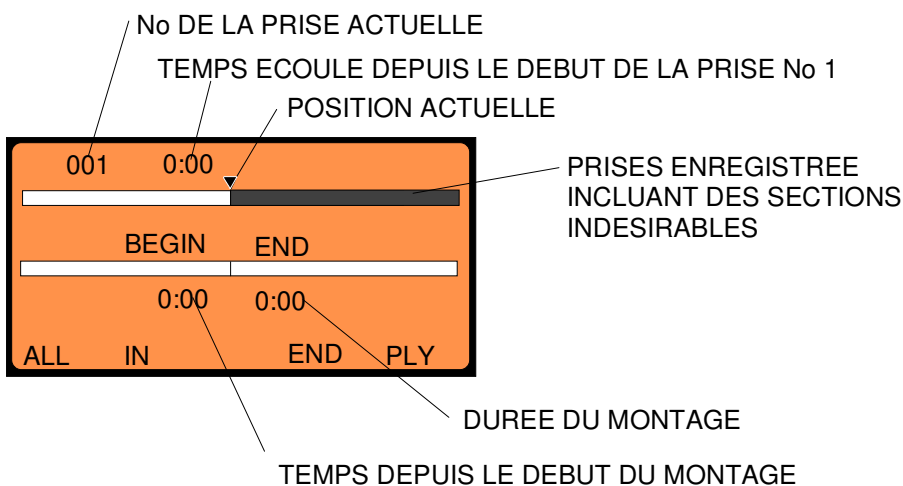 No DE LA PRISE ACTUELLE
TEMPS ECOULE DEPUIS LE DEBUT DE LA PRISE No 1
POSITION ACTUELLE
001 0:00
PRISES ENREGISTREE
INCLUANT DES SECTIONS
INDESIRABLES
BEGIN END
0:00 0:00
ALL IN END PLY
DUREE DU MONTAGE
TEMPS DEPUIS LE DEBUT DU MONTAGE